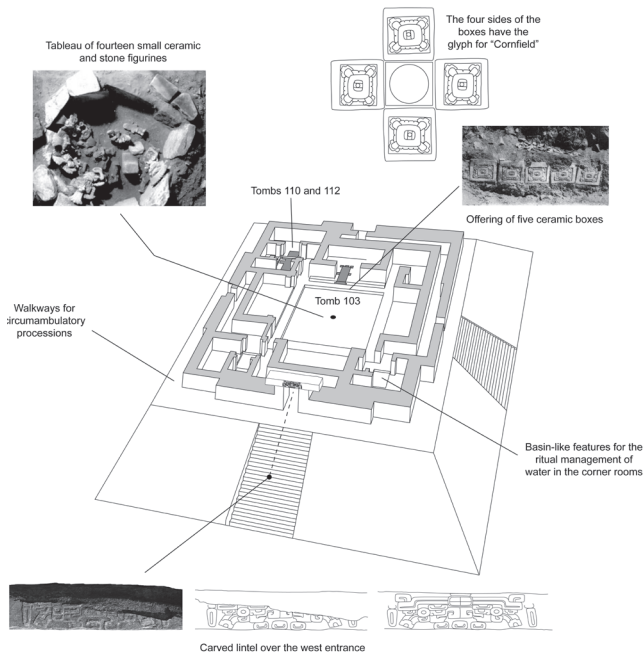 The four sides of the
boxes have the
glyph for “Cornfield”
Tableau of fourteen small ceramic
and stone figurines
Tombs 110 and 112
Offering of five ceramic boxes
Tomb 103
Walkways for
circumambulatory
processions
Basin-like features for the
ritual management of
water in the corner rooms
Carved lintel over the west entrance